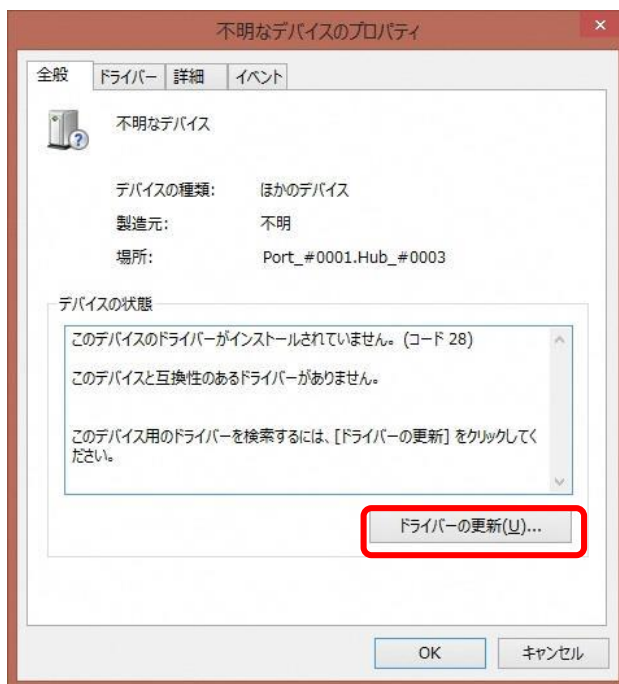 不明なデバイスのプロパティ
×
全般 ドライバー 詳細 イベント
?
不明なデバイス
デバイスの種類: ほかのデバイス
製造元: 不明
場所: Port_#0001.Hub_#0003
デバイスの状態
このデバイスのドライバーがインストールされていません。(コード 28)
このデバイスと互換性のあるドライバーがありません。
このデバイス用のドライバーを検索するには、[ドライバーの更新] をクリックしてく
ださい。
ドライバーの更新(U)...
OK キャンセル